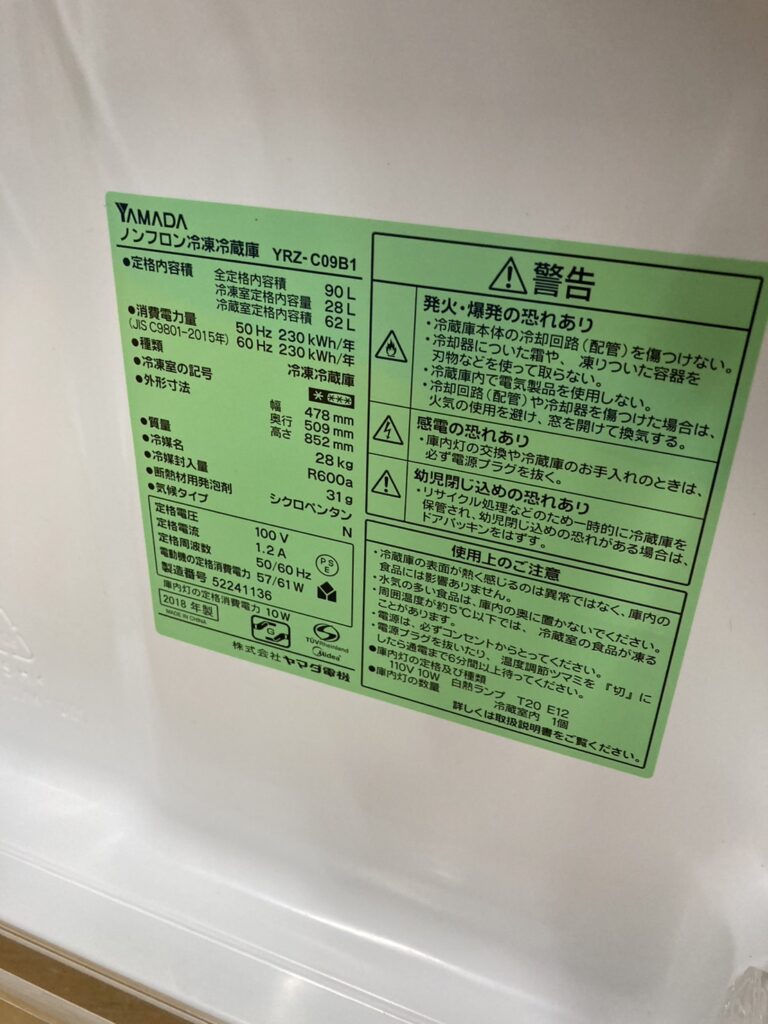 YAMADA
ノンフロン冷凍冷蔵庫 YRZ-C09B1
●定格内容積 全定格内容積 90 L
冷凍室定格内容量 28 L
冷蔵室定格内容量 62 L
●消費電力量 50 Hz 230 kWh/年
(JIS C9801-2015年) 60 Hz 230 kWh/年
●種類 冷凍冷蔵庫
●冷凍室の記号 * ***
●外形寸法 幅 478 mm
奥行 509 mm
高さ 852 mm
●質量 28 kg
●冷媒名 R600a
●冷媒封入量 31 g
●断熱材用発泡剤 シクロペンタン
●気候タイプ N
定格電圧 100 V
定格電流 1.2 A
定格周波数 50/60 Hz
電動機の定格消費電力 57/61W
製造番号 52241136
PSE
庫内灯の定格消費電力 10W
2018 年製
MADE IN CHINA
G
TÜVRheinland
Midea
株式会社 ヤマダ電機
警告
発火・爆発の恐れあり
・冷蔵庫本体の冷却回路(配管)を傷つけない。
・冷却器についた霜や、凍りついた容器を
刃物などを使って取らない。
・冷蔵庫内で電気製品を使用しない。
・冷却回路(配管)や冷却器を傷つけた場合は、
火気の使用を避け、窓を開けて換気する。
感電の恐れあり
・庫内灯の交換や冷蔵庫のお手入れのときは、
必ず電源プラグを抜く。
幼児閉じ込めの恐れあり
・リサイクル処理などのため一時的に冷蔵庫を
保管され、幼児閉じ込めの恐れがある場合は、
ドアパッキンをはずす。
使用上のご注意
・冷蔵庫の表面が熱く感じるのは異常ではなく、庫内の
食品には影響ありません。
・水気の多い食品は、庫内の奥に置かないでください。
・周囲温度が約5℃以下では、冷蔵室の食品が凍る
ことがあります。
・電源は、必ずコンセントからとってください。
・電源プラグを抜いたり、温度調節ツマミを『切』に
したら通電まで6分間以上待ってください。
●庫内灯の定格及び種類
110V 10W 白熱ランプ T20 E12
●庫内灯の数量 冷蔵室内 1個
詳しくは取扱説明書をご覧ください。